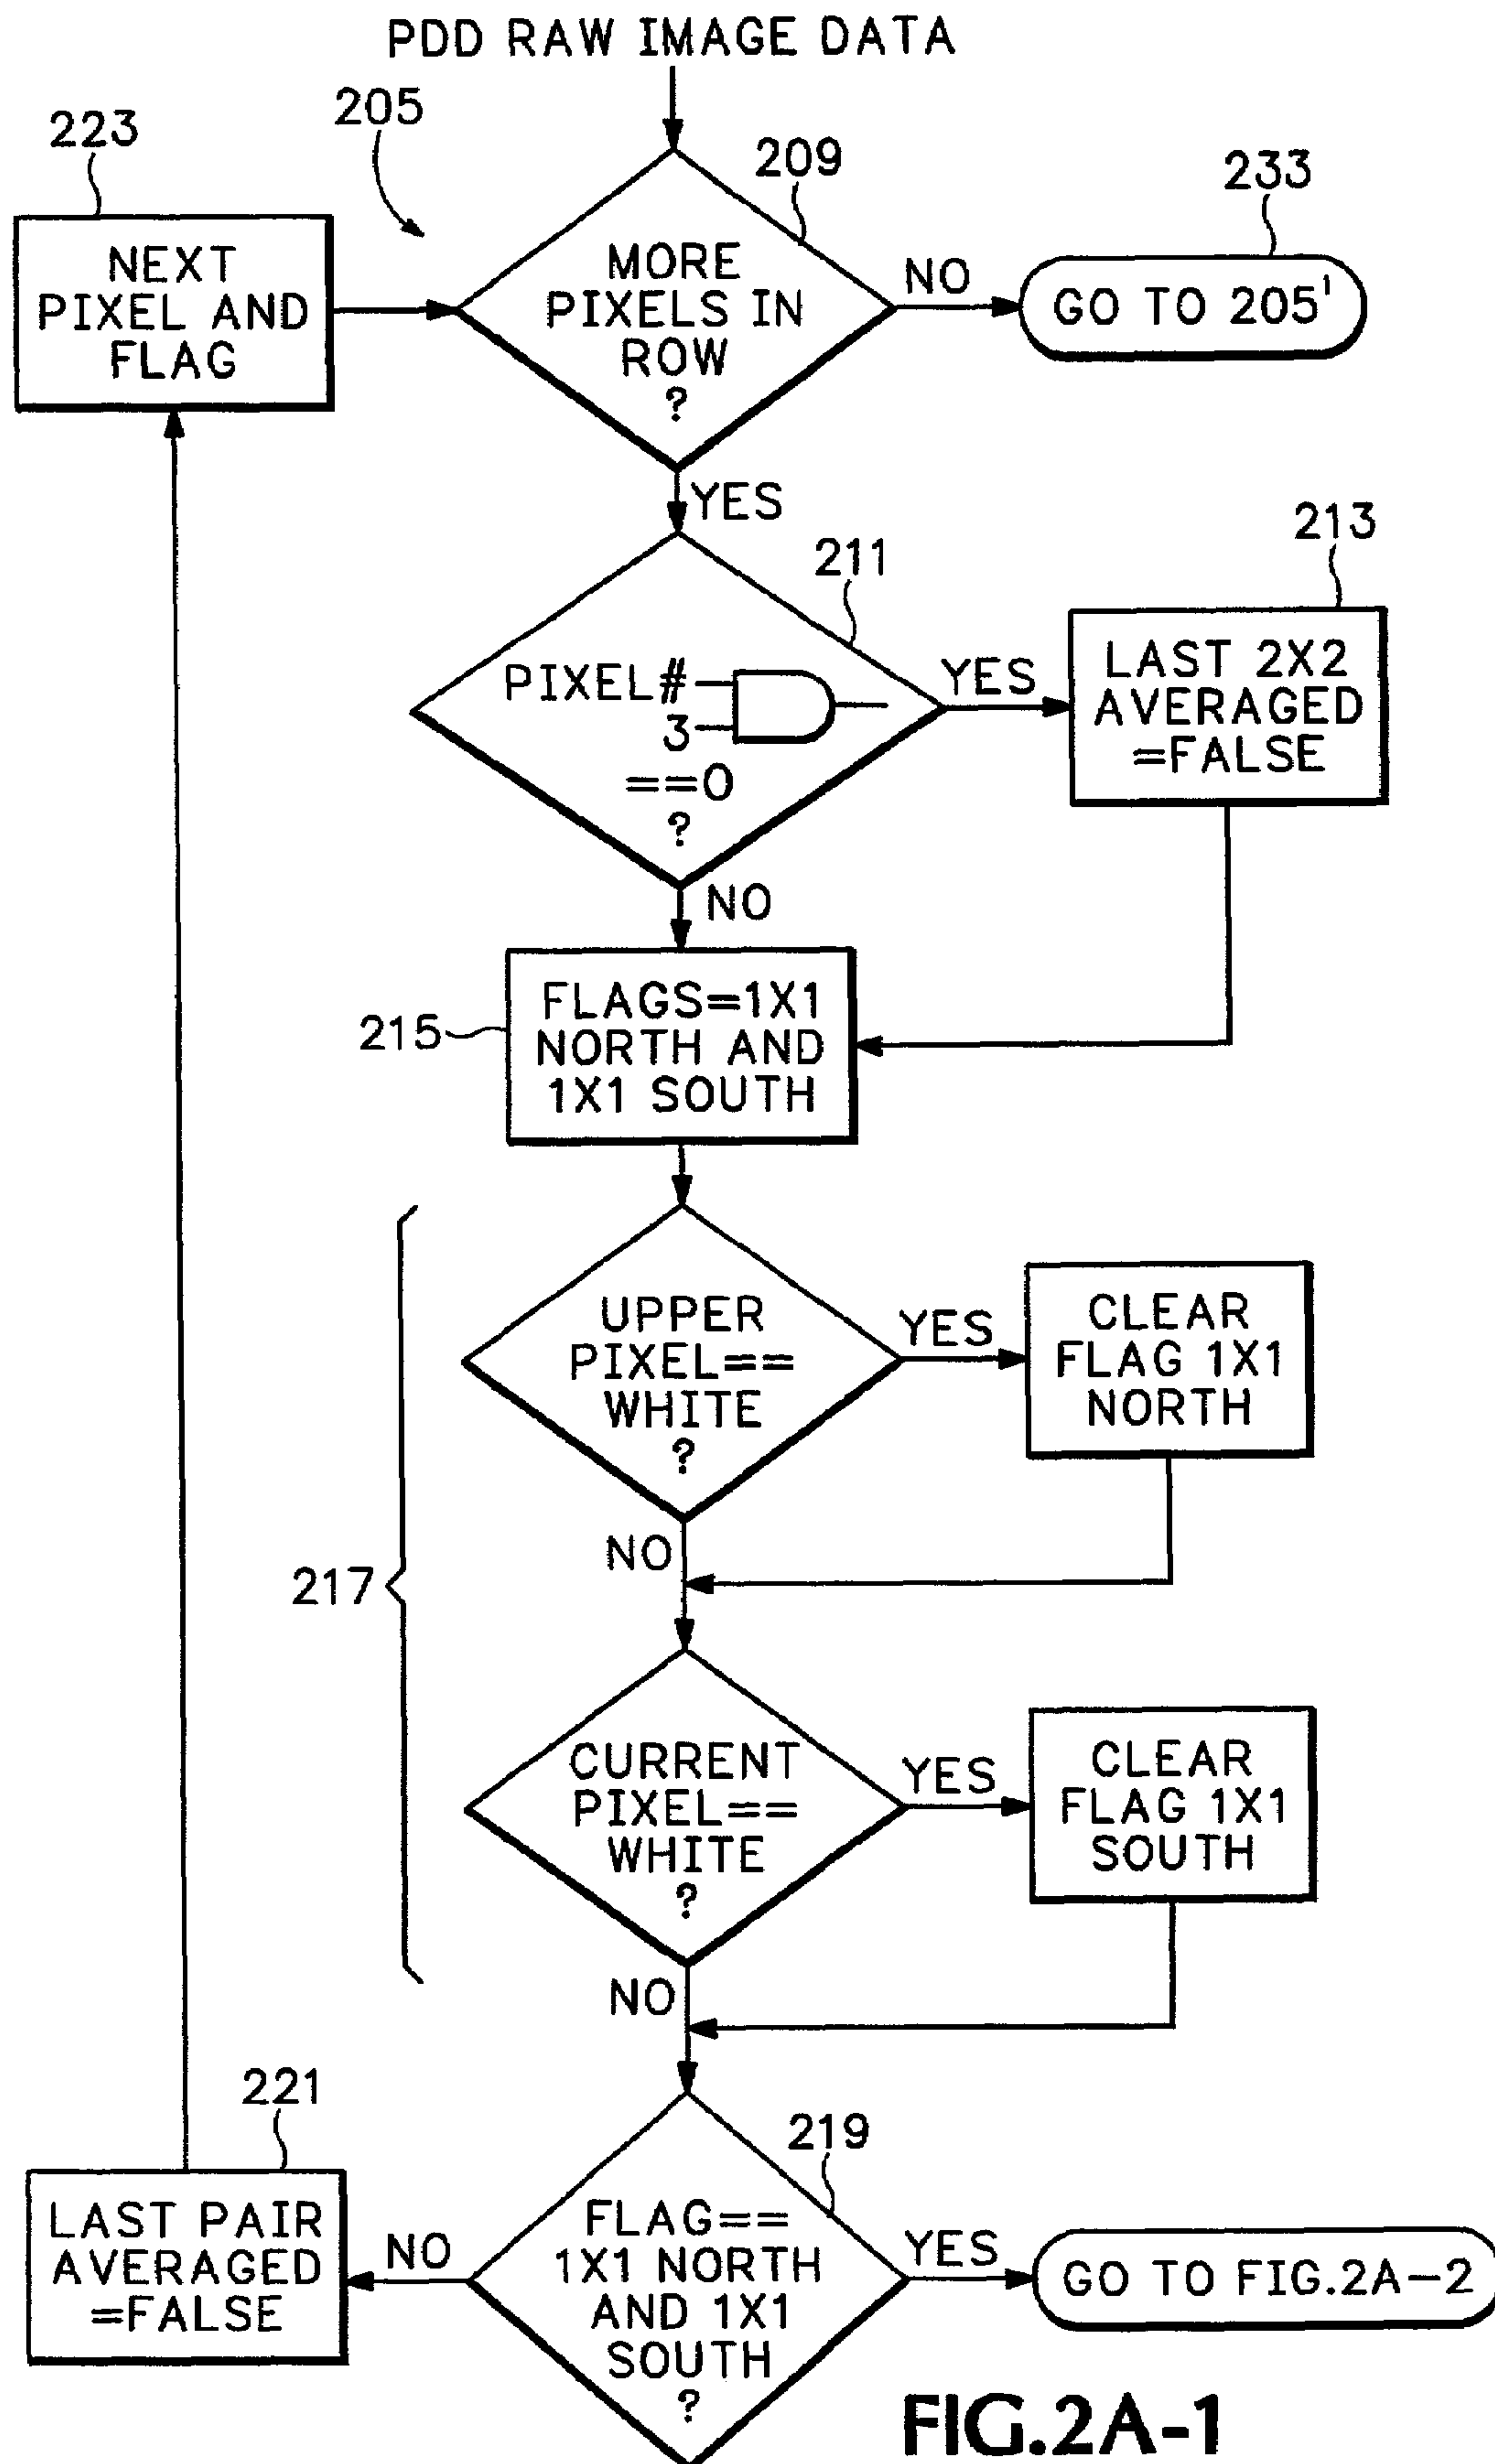 PDD RAW IMAGE DATA
205
223
209
233
NEXT
PIXEL AND
FLAG
MORE
PIXELS IN
ROW
?
NO
GO TO 205'
YES
211
213
PIXEL#
3
==0
?
YES
LAST 2X2
AVERAGED
=FALSE
NO
215
FLAGS=1X1
NORTH AND
1X1 SOUTH
217
UPPER
PIXEL==
WHITE
?
YES
CLEAR
FLAG 1X1
NORTH
NO
CURRENT
PIXEL==
WHITE
?
YES
CLEAR
FLAG 1X1
SOUTH
NO
221
219
LAST PAIR
AVERAGED
=FALSE
NO
FLAG==
1X1 NORTH
AND 1X1
SOUTH
?
YES
GO TO FIG.2A-2
FIG.2A-1